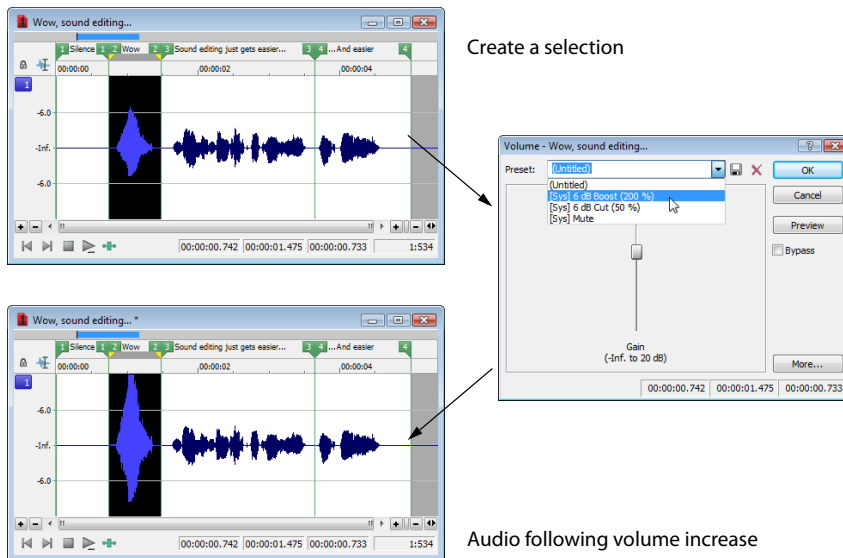 Wow, sound editing...
1 Silence 1 2 Wow 2 3 Sound editing just gets easier... 3 4 ...And easier 4
00:00:00 ,00:00:02 ,00:00:04
1
-6.0
-Inf.
-6.0
00:00:00.742 00:00:01.475 00:00:00.733 1:534
Create a selection
Volume - Wow, sound editing...
Preset: (Untitled) OK
(Untitled)
[Sys] 6 dB Boost (200 %) Cancel
[Sys] 6 dB Cut (50 %)
[Sys] Mute
Preview
Bypass
Gain
(-Inf. to 20 dB)
More...
00:00:00.742 00:00:01.475 00:00:00.733
Wow, sound editing... *
1 Silence 1 2 Wow 2 3 Sound editing just gets easier... 3 4 ...And easier 4
00:00:00 ,00:00:02 ,00:00:04
1
-6.0
-Inf.
-6.0
00:00:00.742 00:00:01.475 00:00:00.733 1:534
Audio following volume increase